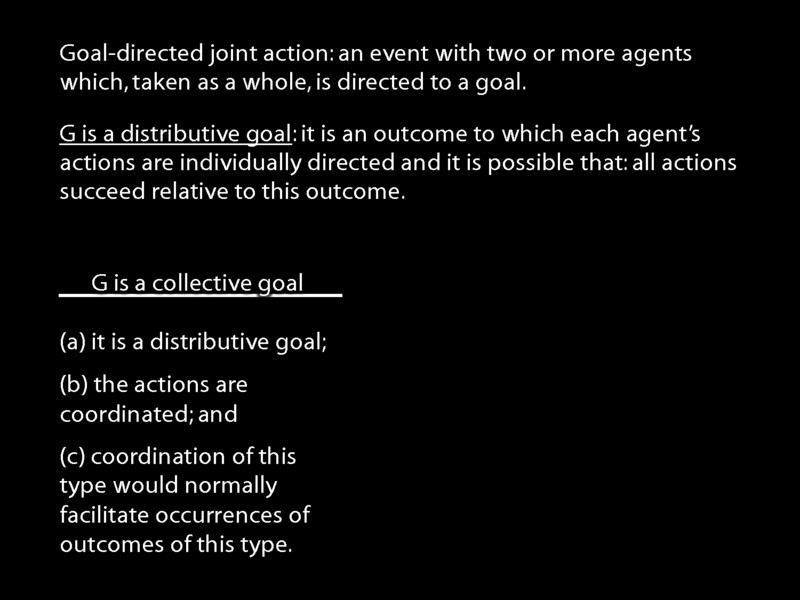 Goal-directed joint action: an event with two or more agents
which, taken as a whole, is directed to a goal.
G is a distributive goal: it is an outcome to which each agent’s
actions are individually directed and it is possible that: all actions
succeed relative to this outcome.
G is a collective goal
(a) it is a distributive goal;
(b) the actions are
coordinated; and
(c) coordination of this
type would normally
facilitate occurrences of
outcomes of this type.